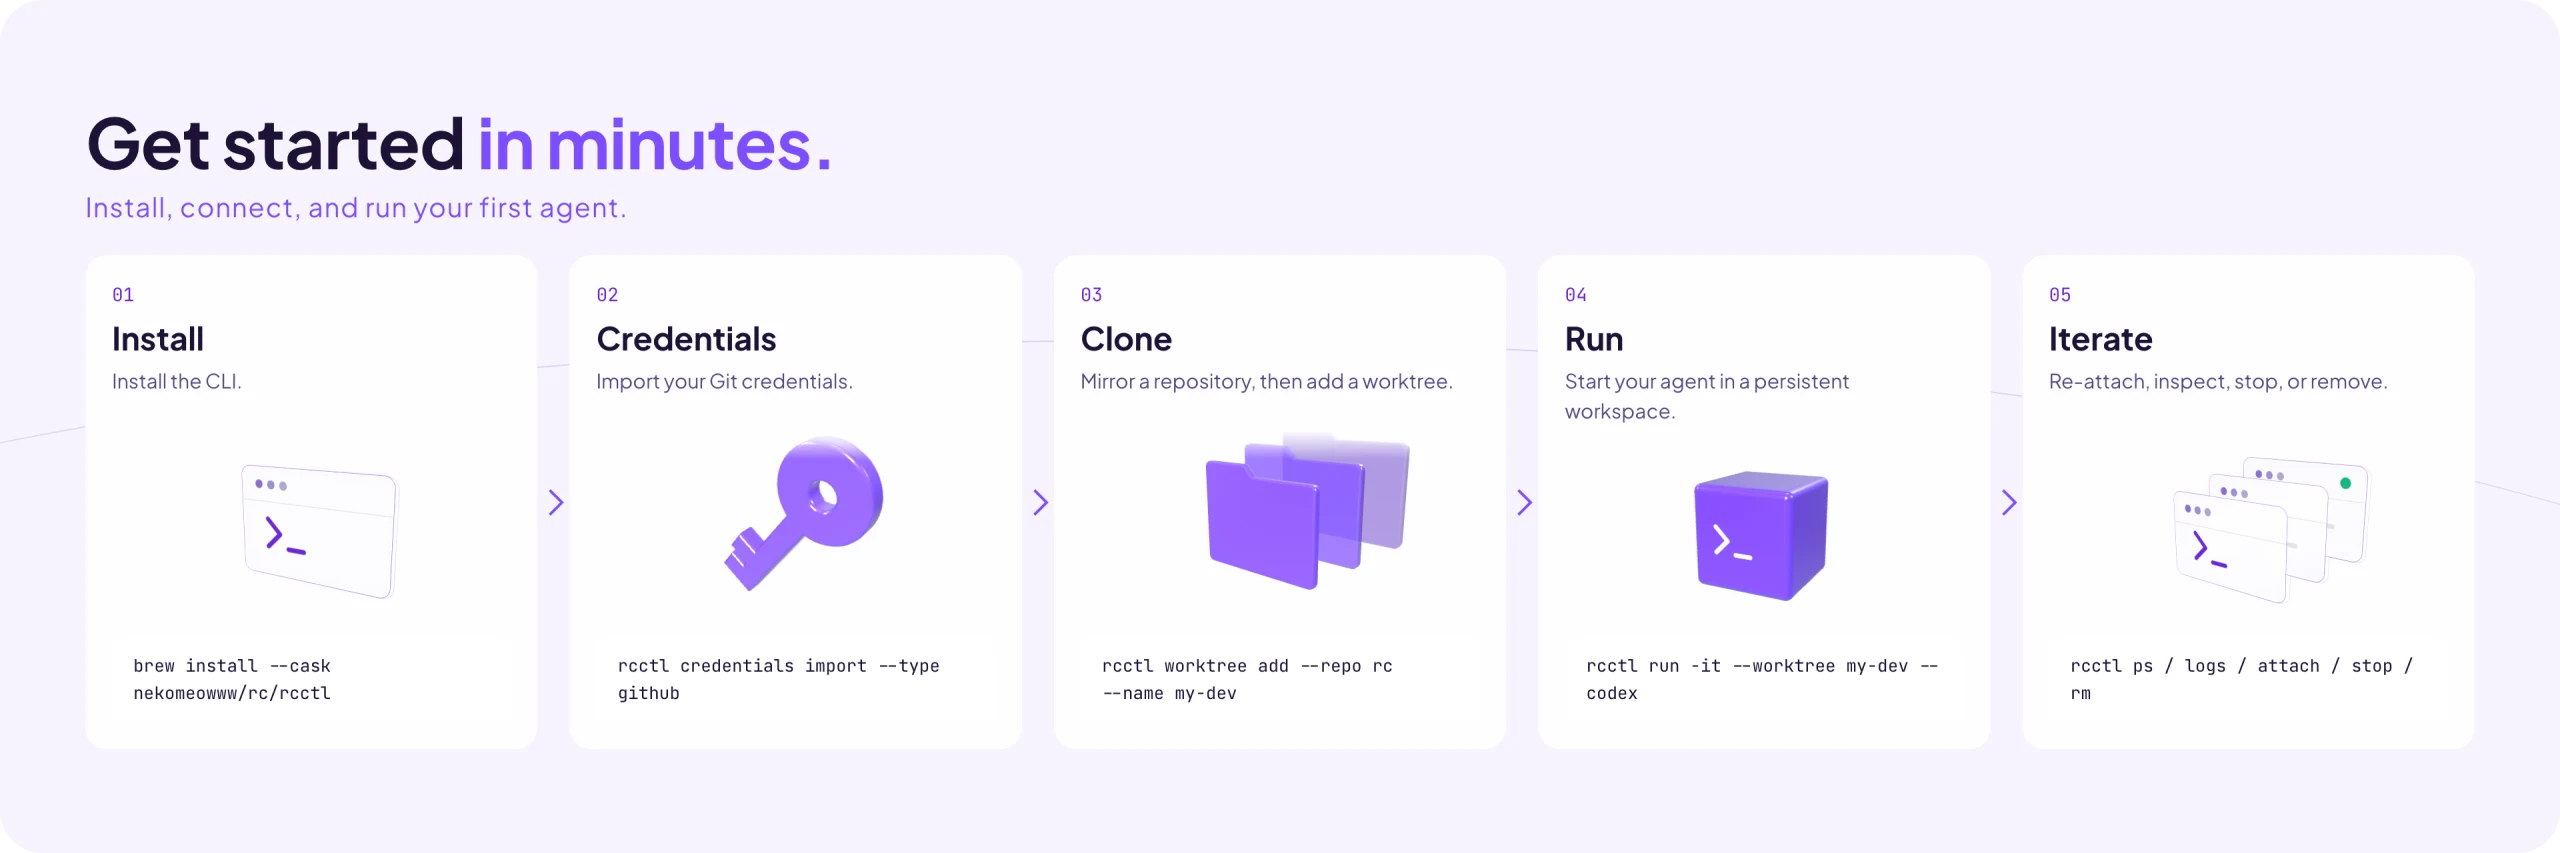 Get started in minutes.
Install, connect, and run your first agent.
01
Install
Install the CLI.
>_
brew install --cask
nekomeowww/rc/rcctl
02
Credentials
Import your Git credentials.
rcctl credentials import --type
github
03
Clone
Mirror a repository, then add a worktree.
rcctl worktree add --repo rc
--name my-dev
04
Run
Start your agent in a persistent
workspace.
>_
rcctl run -it --worktree my-dev --
codex
05
Iterate
Re-attach, inspect, stop, or remove.
>_
rcctl ps / logs / attach / stop /
rm